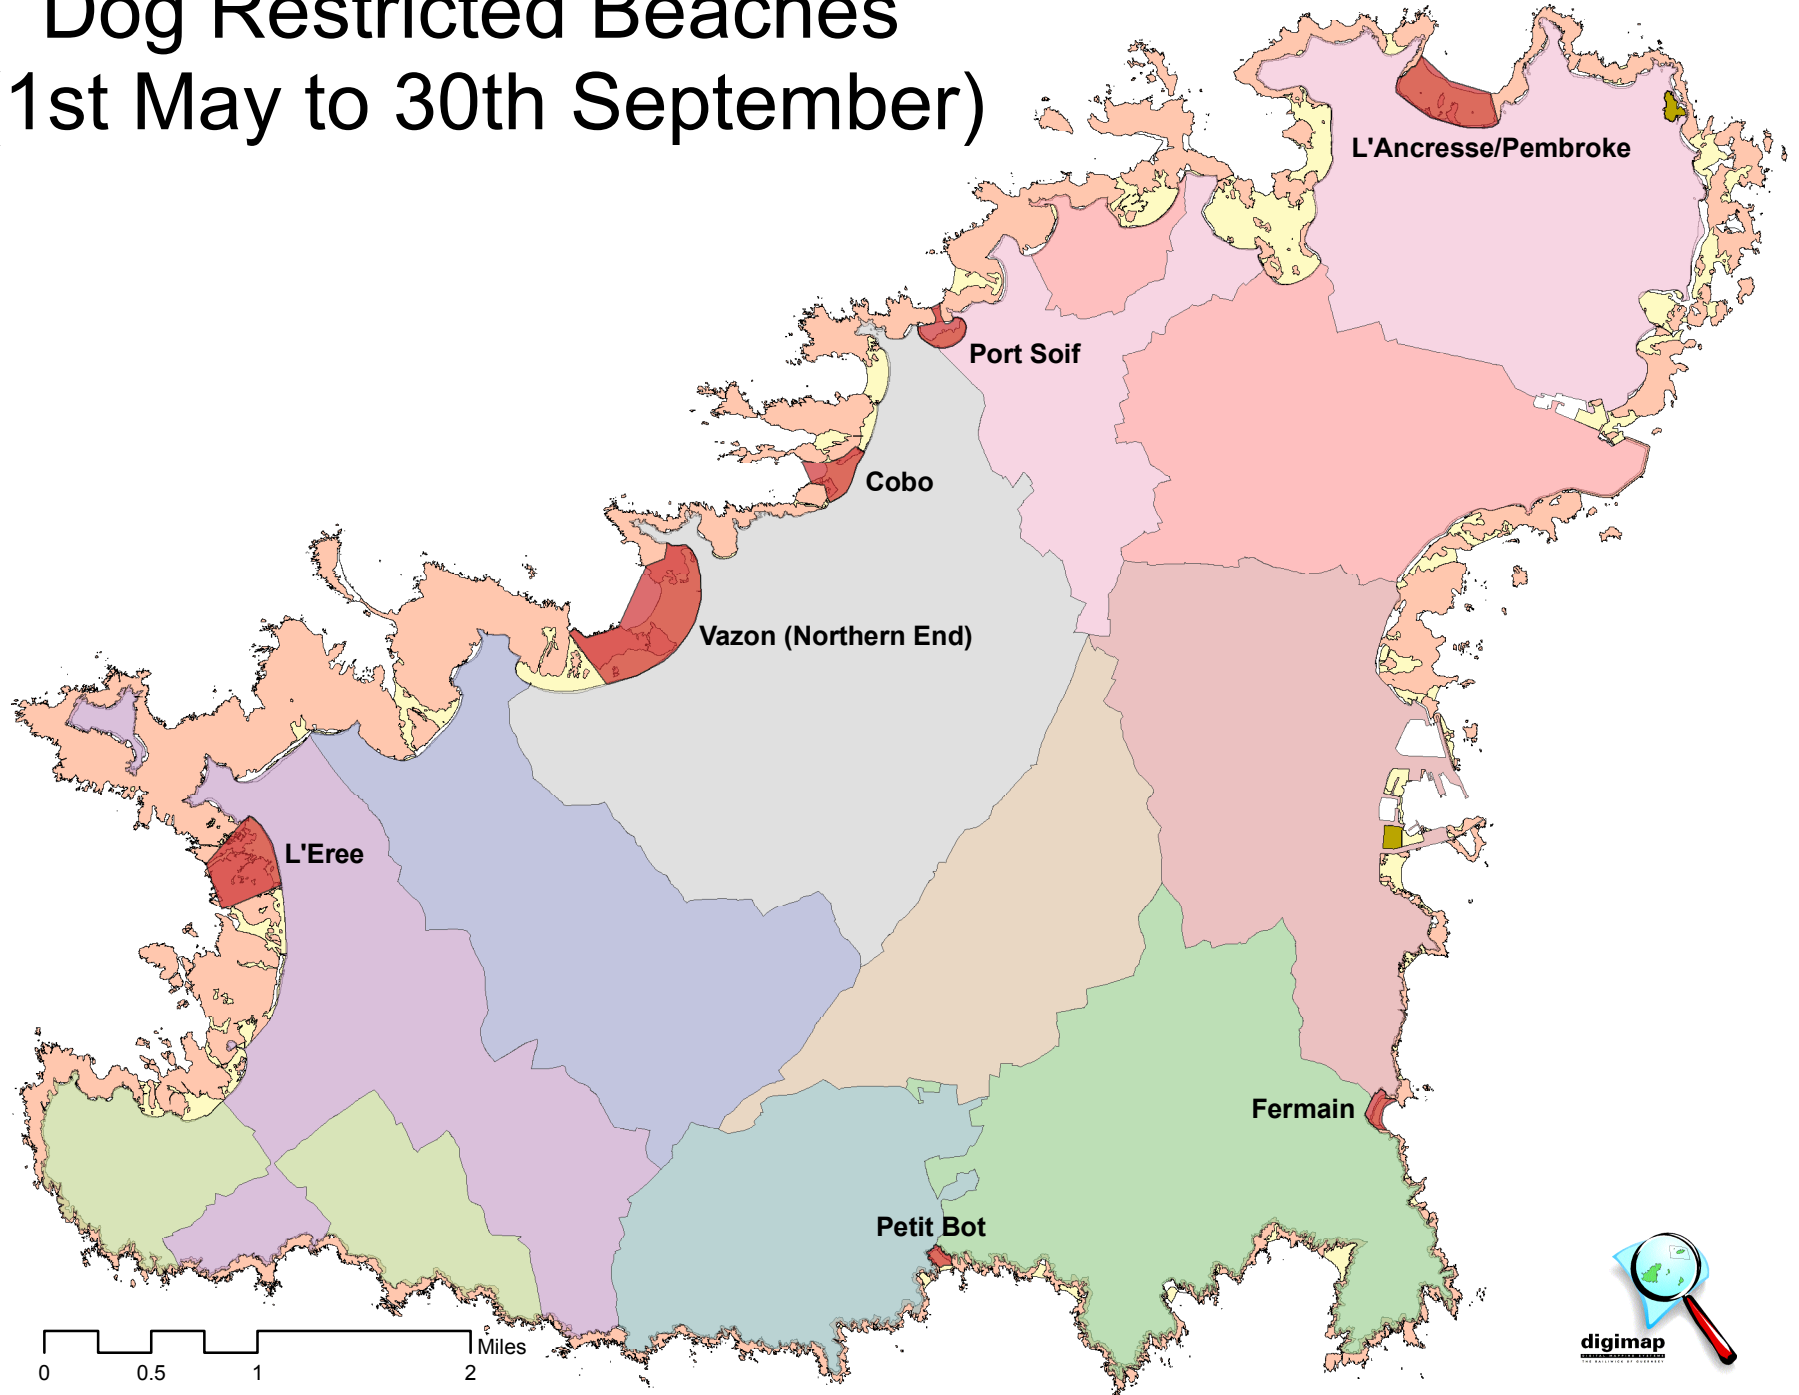 Dog Restricted Beaches
(1st May to 30th September)
L'Ancresse/Pembroke
Port Soif
Cobo
Vazon (Northern End)
L'Eree
Fermain
Petit Bot
Miles
0 0.5 1 2
digimap